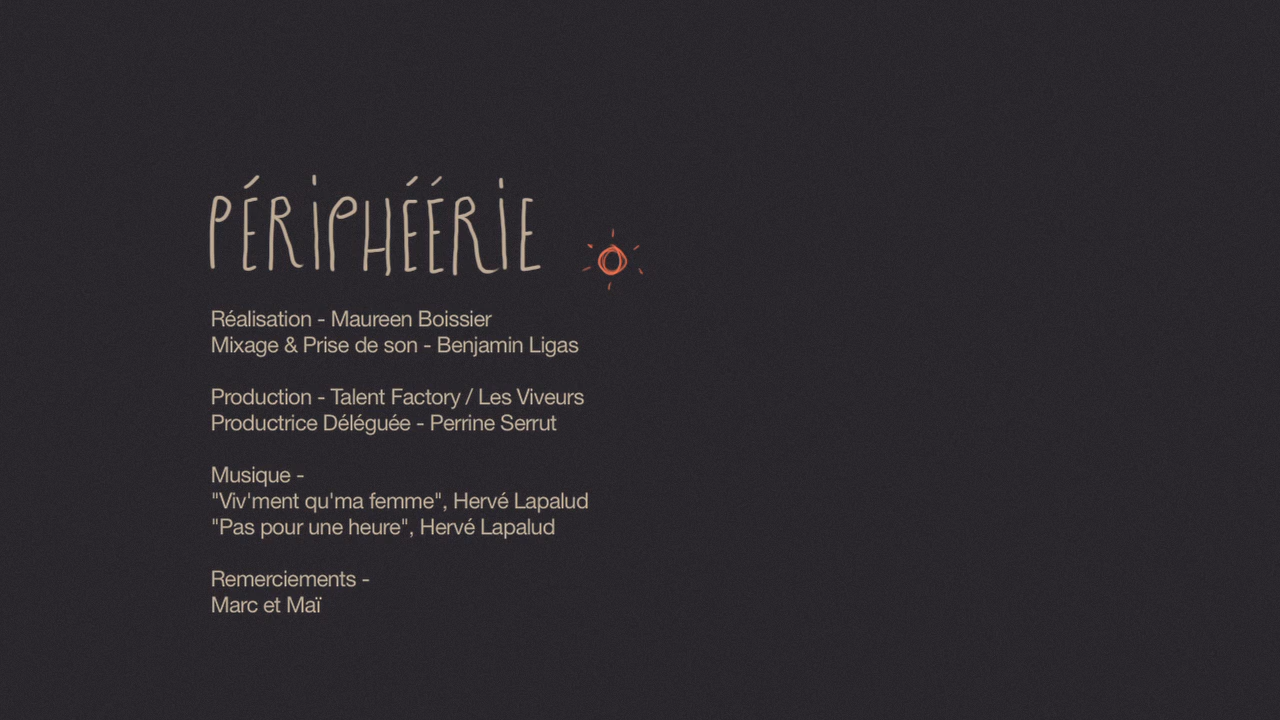 PÉRIPHÉÉRIE
Réalisation - Maureen Boissier
Mixage & Prise de son - Benjamin Ligas
Production - Talent Factory / Les Viveurs
Productrice Déléguée - Perrine Serrut
Musique -
"Viv'ment qu'ma femme", Hervé Lapalud
"Pas pour une heure", Hervé Lapalud
Remerciements -
Marc et Maï